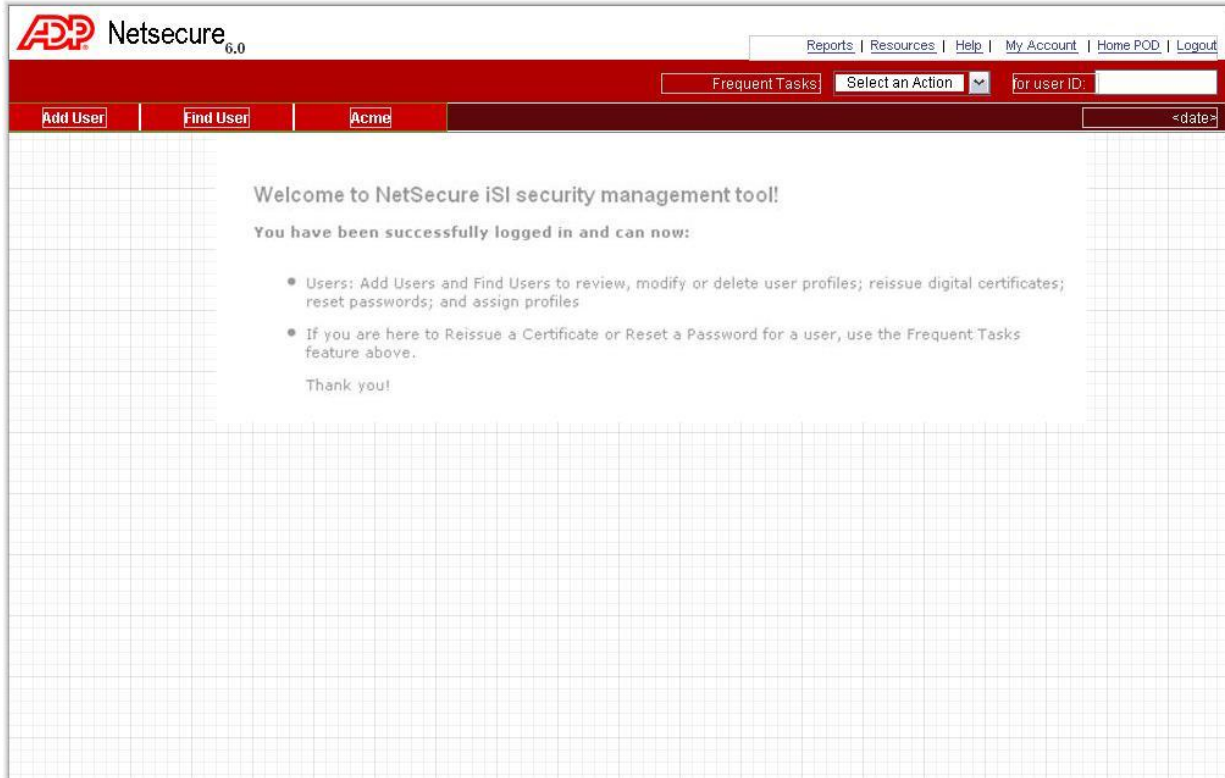 ADP Netsecure 6.0
Reports | Resources | Help | My Account | Home POD | Logout
Frequent Tasks: Select an Action for user ID:
Add User Find User Acme <date>
Welcome to NetSecure iSI security management tool!
You have been successfully logged in and can now:
• Users: Add Users and Find Users to review, modify or delete user profiles; reissue digital certificates;
reset passwords; and assign profiles
• If you are here to Reissue a Certificate or Reset a Password for a user, use the Frequent Tasks
feature above.
Thank you!